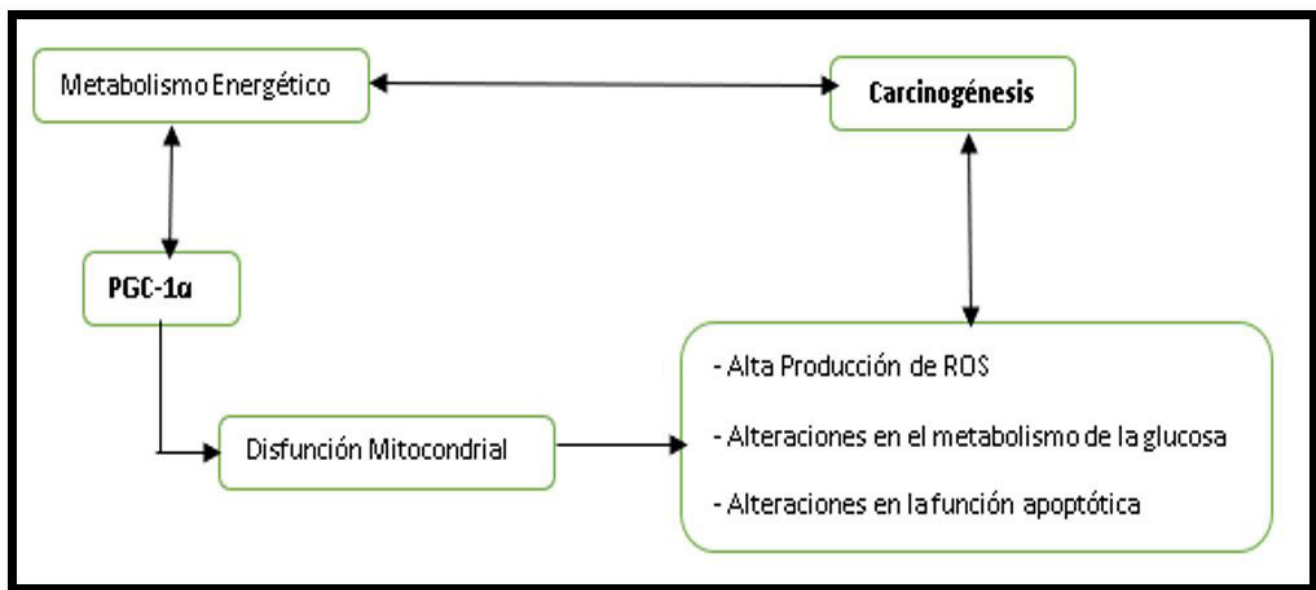 Metabolismo Energético
Carcinogénesis
PGC-1α
- Alta Producción de ROS
- Alteraciones en el metabolismo de la glucosa
Disfunción Mitocondrial
- Alteraciones en la función apoptótica